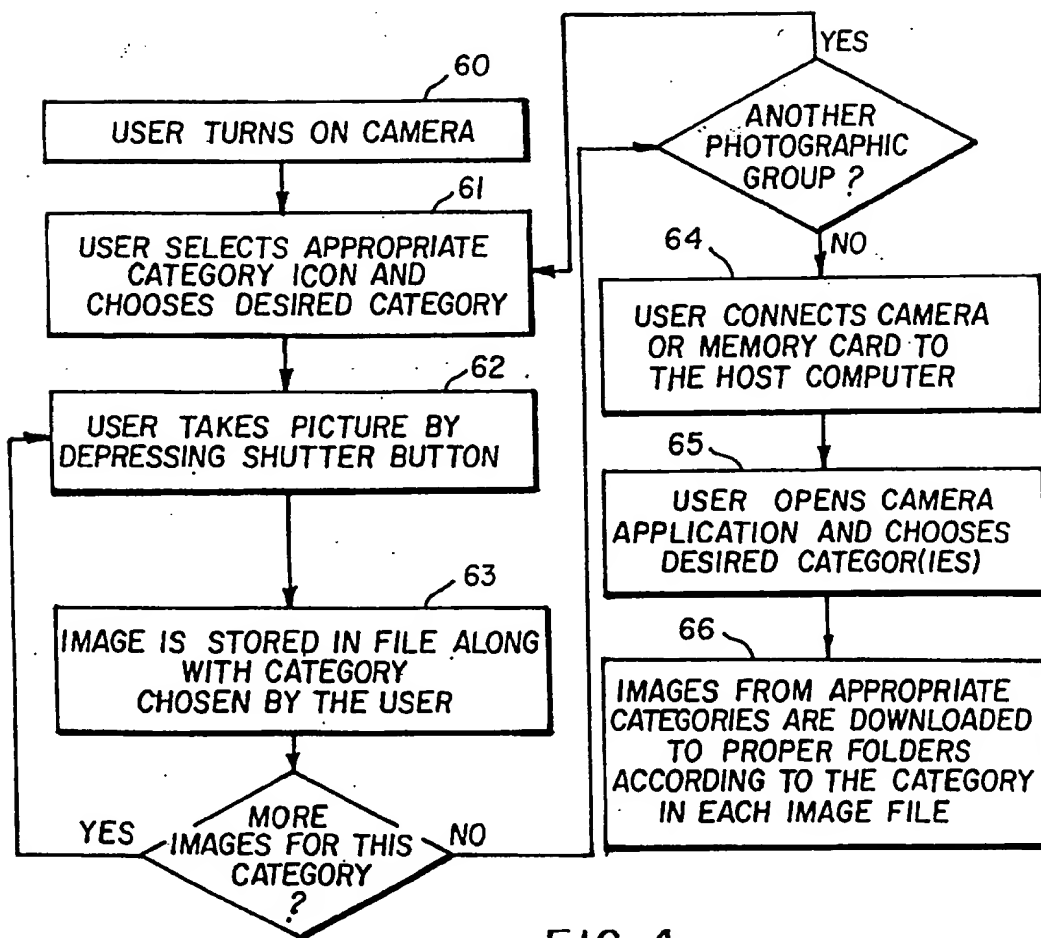 60
USER TURNS ON CAMERA
61
USER SELECTS APPROPRIATE
CATEGORY ICON AND
CHOOSES DESIRED CATEGORY
62
USER TAKES PICTURE BY
DEPRESSING SHUTTER BUTTON
63
IMAGE IS STORED IN FILE ALONG
WITH CATEGORY
CHOSEN BY THE USER
MORE
IMAGES FOR THIS
CATEGORY
?
YES
NO
YES
ANOTHER
PHOTOGRAPHIC
GROUP ?
NO
64
USER CONNECTS CAMERA
OR MEMORY CARD TO
THE HOST COMPUTER
65
USER OPENS CAMERA
APPLICATION AND CHOOSES
DESIRED CATEGOR(IES)
66
IMAGES FROM APPROPRIATE
CATEGORIES ARE DOWNLOADED
TO PROPER FOLDERS
ACCORDING TO THE CATEGORY
IN EACH IMAGE FILE